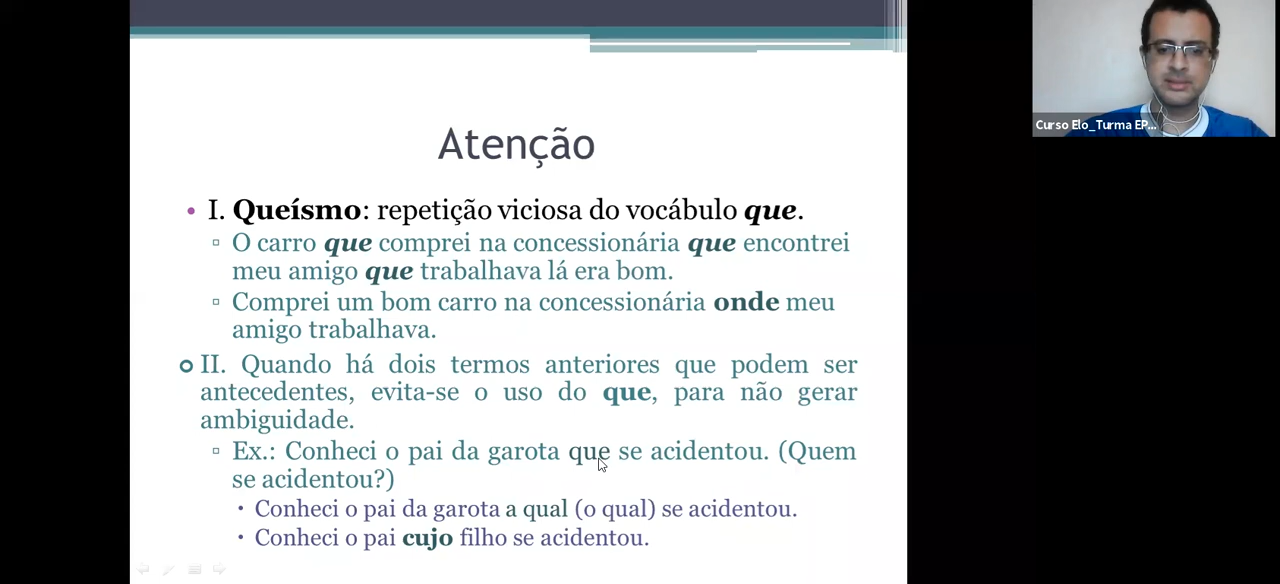 Atenção
I. Queísmo: repetição viciosa do vocábulo que.
O carro que comprei na concessionária que encontrei
meu amigo que trabalhava lá era bom.
Comprei um bom carro na concessionária onde meu
amigo trabalhava.
II. Quando há dois termos anteriores que podem ser
antecedentes, evita-se o uso do que, para não gerar
ambiguidade.
Ex.: Conheci o pai da garota que se acidentou. (Quem
se acidentou?)
Conheci o pai da garota a qual (o qual) se acidentou.
Conheci o pai cujo filho se acidentou.
Curso Elo_Turma EP...